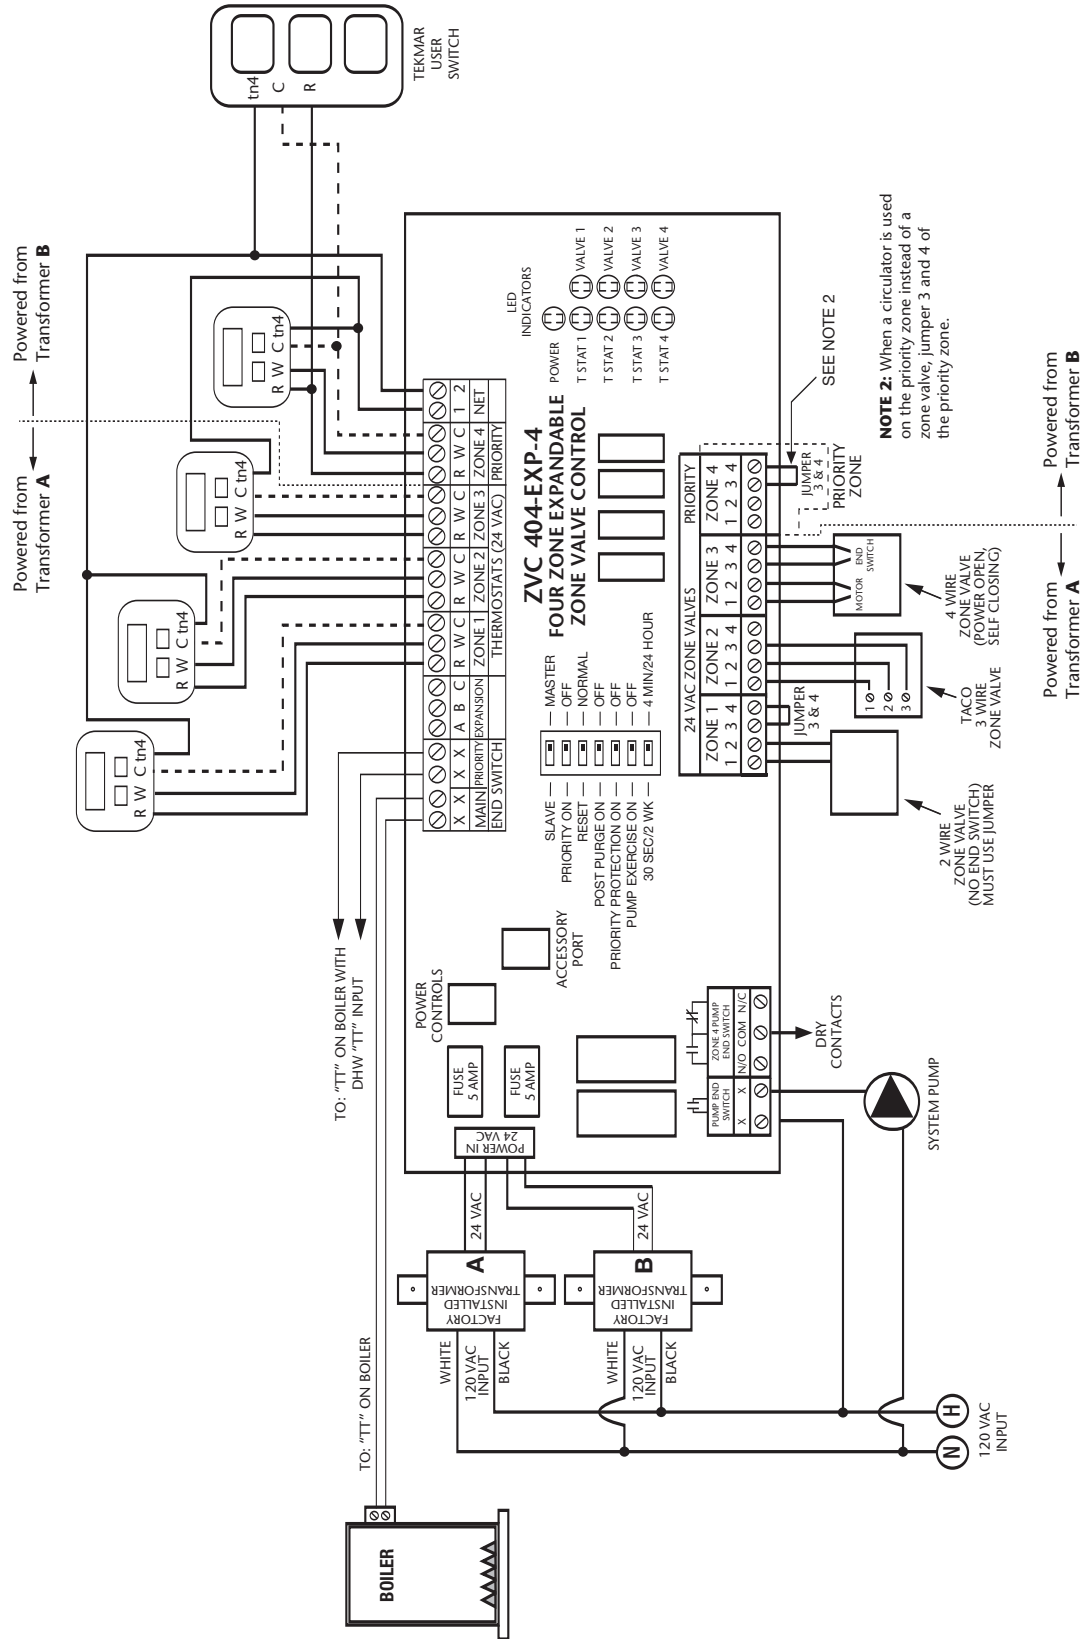 Powered from
Transformer A
Powered from
Transformer B
R W C tn4
R W C tn4
R W C tn4
R W C tn4
tn4
C
R
TEKMAR
USER
SWITCH
TO: "TT" ON BOILER WITH
DHW "TT" INPUT
TO: "TT" ON BOILER
BOILER
X X X X A B C R W C R W C R W C R W C 1 2
MAIN PRIORITY EXPANSION ZONE 1 ZONE 2 ZONE 3 ZONE 4 NET
END SWITCH THERMOSTATS (24 VAC) PRIORITY
ZVC 404-EXP-4
FOUR ZONE EXPANDABLE
ZONE VALVE CONTROL
LED
INDICATORS
POWER
T STAT 1 VALVE 1
T STAT 2 VALVE 2
T STAT 3 VALVE 3
T STAT 4 VALVE 4
SLAVE MASTER
PRIORITY ON OFF
RESET NORMAL
POST PURGE ON OFF
PRIORITY PROTECTION ON OFF
PUMP EXERCISE ON OFF
30 SEC/2 WK 4 MIN/24 HOUR
POWER
CONTROLS
ACCESSORY
PORT
FUSE
5 AMP
FUSE
5 AMP
POWER IN
24 VAC
24 VAC
24 VAC
A
FACTORY
INSTALLED
TRANSFORMER
B
FACTORY
INSTALLED
TRANSFORMER
WHITE
120 VAC
INPUT
BLACK
WHITE
120 VAC
INPUT
BLACK
PUMP END
SWITCH
X X
ZONE 4 PUMP
END SWITCH
N/O COM N/C
DRY
CONTACTS
SYSTEM PUMP
N H
120 VAC
INPUT
24 VAC ZONE VALVES PRIORITY
ZONE 1 ZONE 2 ZONE 3 ZONE 4
1 2 3 4 1 2 3 4 1 2 3 4 1 2 3 4
JUMPER
3 & 4
JUMPER
3 & 4
PRIORITY
ZONE
SEE NOTE 2
1
2
3
MOTOR
END
SWITCH
2 WIRE
ZONE VALVE
(NO END SWITCH)
MUST USE JUMPER
TACO
3 WIRE
ZONE VALVE
4 WIRE
ZONE VALVE
(POWER OPEN,
SELF CLOSING)
NOTE 2: When a circulator is used
on the priority zone instead of a
zone valve, jumper 3 and 4 of
the priority zone.
Powered from
Transformer A
Powered from
Transformer B